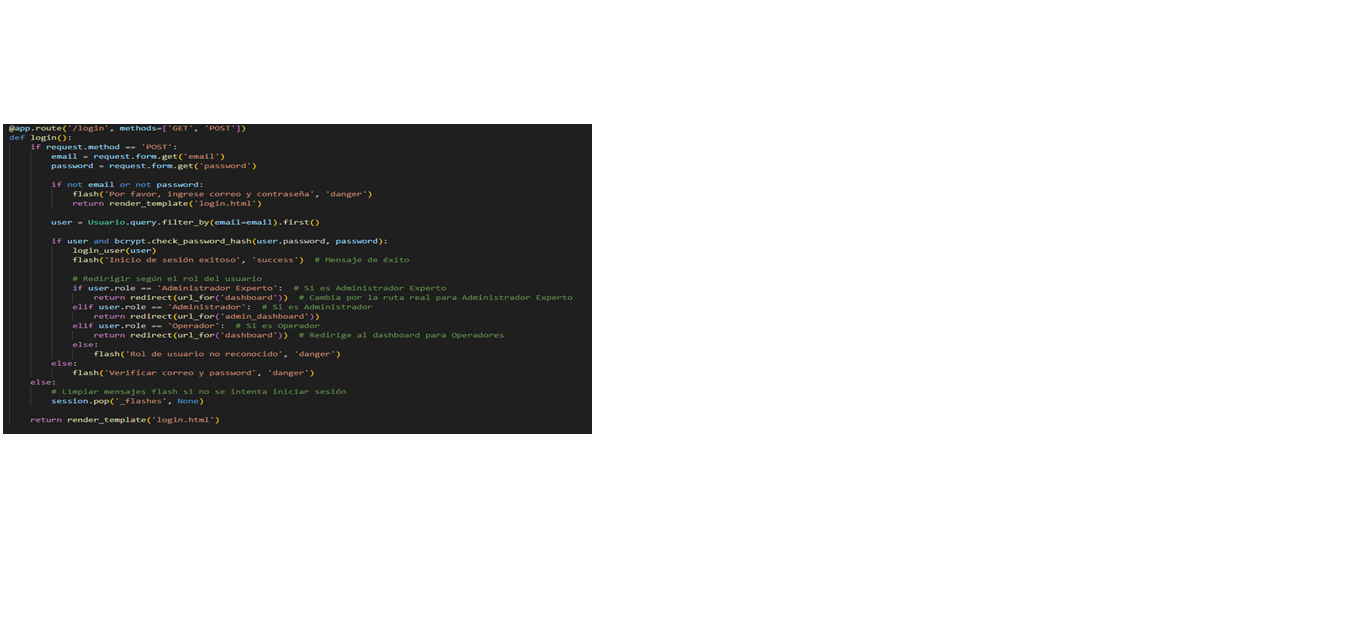 @app.route('/login', methods=['GET', 'POST'])
def login():
    if request.method == 'POST':
        email = request.form.get('email')
        password = request.form.get('password')

        if not email or not password:
            flash('Por favor, ingrese correo y contraseña', 'danger')
            return render_template('login.html')

        user = Usuario.query.filter_by(email=email).first()

        if user and bcrypt.check_password_hash(user.password, password):
            login_user(user)
            flash('Inicio de sesión exitoso', 'success')  # Mensaje de éxito

            # Redirigir según el rol del usuario
            if user.role == 'Administrador Experto':  # Si es Administrador Experto
                return redirect(url_for('dashboard'))  # Cambia por la ruta real para Administrador Experto
            elif user.role == 'Administrador':  # Si es Administrador
                return redirect(url_for('admin_dashboard'))
            elif user.role == 'Operador':  # Si es Operador
                return redirect(url_for('dashboard'))  # Redirige al dashboard para Operadores
            else:
                flash('Rol de usuario no reconocido', 'danger')
        else:
            flash('Verificar correo y password', 'danger')
    else:
        # Limpiar mensajes flash si no se intenta iniciar sesión
        session.pop('_flashes', None)

    return render_template('login.html')